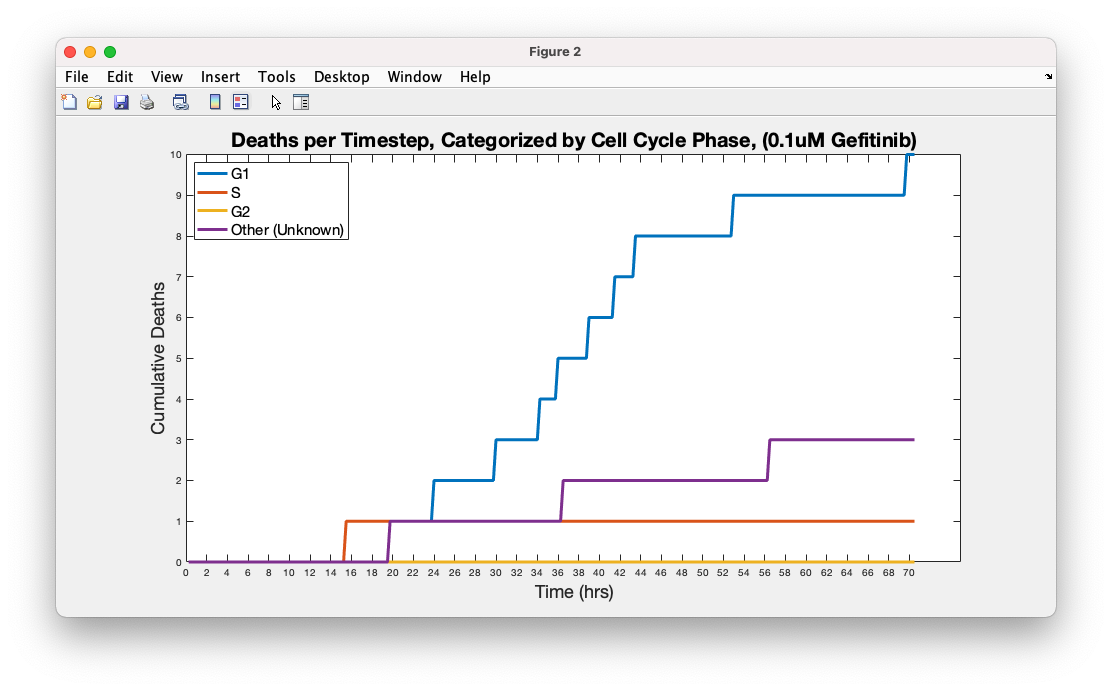 Figure 2
File Edit View Insert Tools Desktop Window Help
Deaths per Timestep, Categorized by Cell Cycle Phase, (0.1uM Gefitinib)
G1
S
G2
Other (Unknown)
Cumulative Deaths
10
9
8
7
6
5
4
3
2
1
0
0 2 4 6 8 10 12 14 16 18 20 22 24 26 28 30 32 34 36 38 40 42 44 46 48 50 52 54 56 58 60 62 64 66 68 70
Time (hrs)